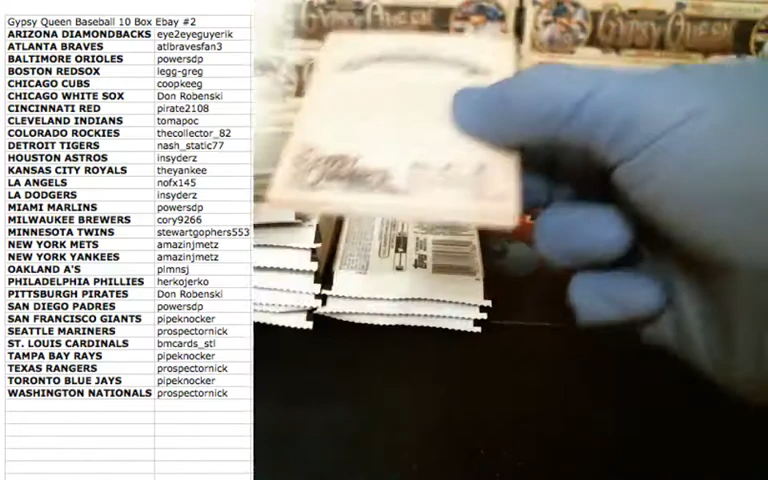 Gypsy Queen Baseball 10 Box Ebay #2
ARIZONA DIAMONDBACKS eye2eyeguyerik
ATLANTA BRAVES atlbravesfan3
BALTIMORE ORIOLES powersdp
BOSTON REDSOX legg-greg
CHICAGO CUBS coopkeeg
CHICAGO WHITE SOX Don Robenski
CINCINNATI RED pirate2108
CLEVELAND INDIANS tomapoc
COLORADO ROCKIES thecollector_82
DETROIT TIGERS nash_static77
HOUSTON ASTROS insyderz
KANSAS CITY ROYALS theyankee
LA ANGELS nofx145
LA DODGERS insyderz
MIAMI MARLINS powersdp
MILWAUKEE BREWERS cory9266
MINNESOTA TWINS stewartgophers553
NEW YORK METS amazinjmetz
NEW YORK YANKEES amazinjmetz
OAKLAND A'S plmnsj
PHILADELPHIA PHILLIES herkojerko
PITTSBURGH PIRATES Don Robenski
SAN DIEGO PADRES powersdp
SAN FRANCISCO GIANTS pipeknocker
SEATTLE MARINERS prospectornick
ST. LOUIS CARDINALS bmcards_stl
TAMPA BAY RAYS pipeknocker
TEXAS RANGERS prospectornick
TORONTO BLUE JAYS pipeknocker
WASHINGTON NATIONALS prospectornick
GYPSY QUEEN